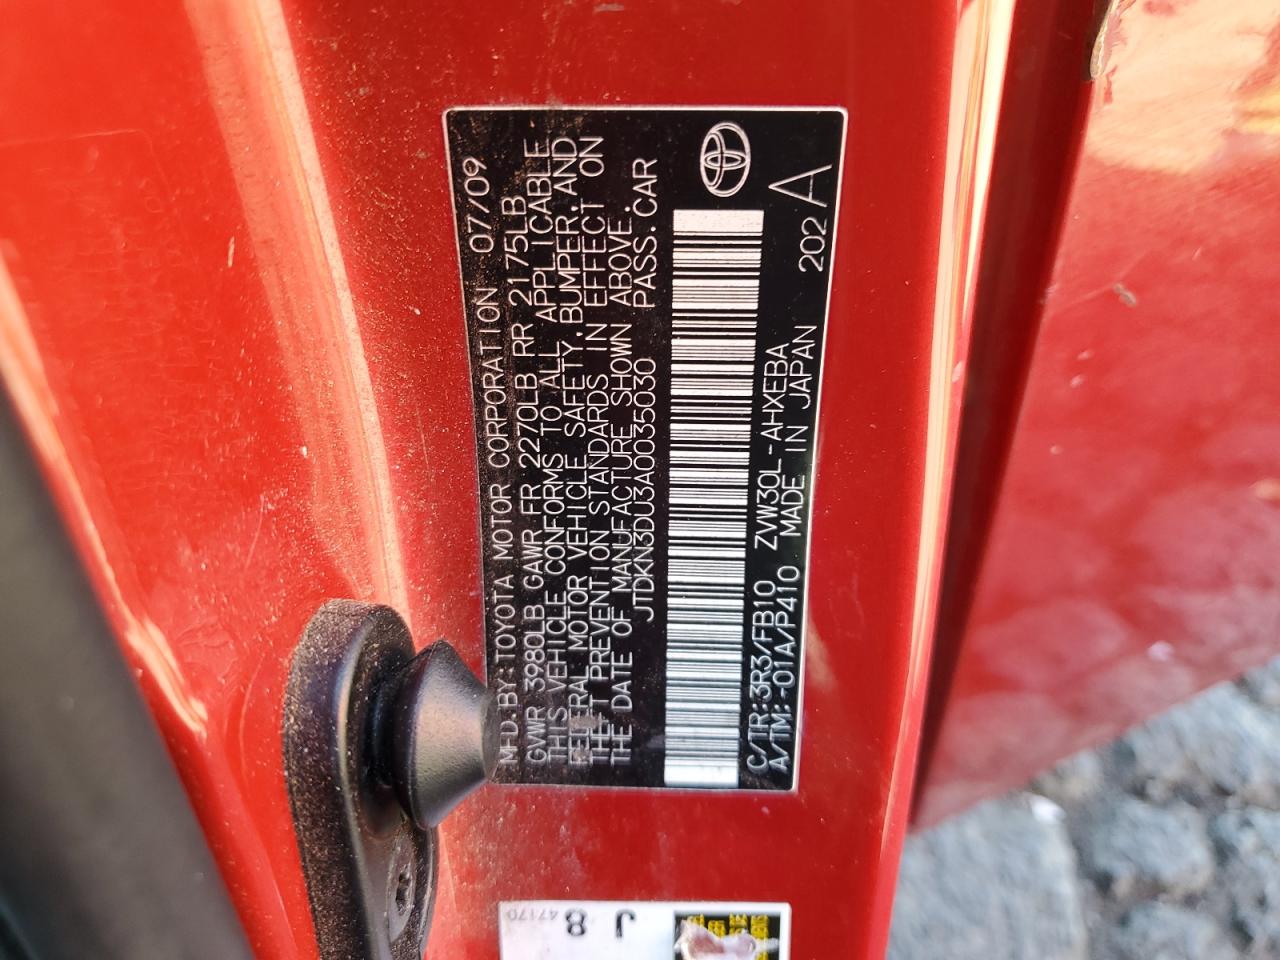 MFD.BY:TOYOTA MOTOR CORPORATION 07/09
GVWR 3980LB GAWR FR 2270LB RR 2175LB
THIS VEHICLE CONFORMS TO ALL APPLICABLE
FEDERAL MOTOR VEHICLE SAFETY,BUMPER,AND
THEFT PREVENTION STANDARDS IN EFFECT ON
THE DATE OF MANUFACTURE SHOWN ABOVE.
JTDKN3DU3A0035030 PASS.CAR
C/TR:3R3/FB10 ZVW30L-AHXEBA
A/TM:-01A/P410 MADE IN JAPAN 202 A
J 8
47170